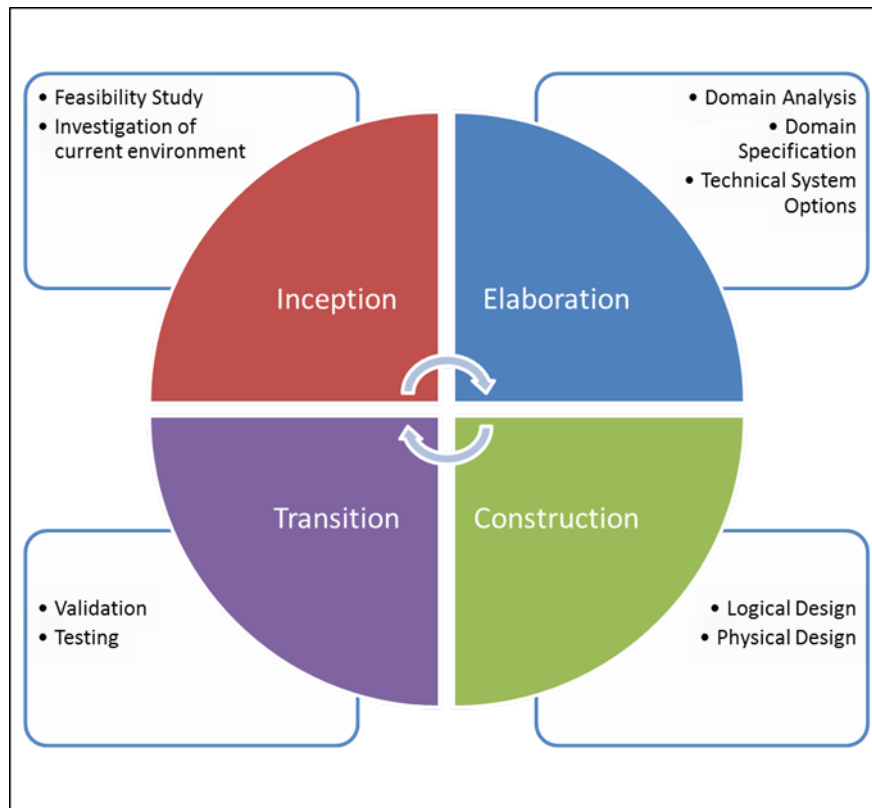 • Feasibility Study
• Investigation of
current environment
• Domain Analysis
• Domain
Specification
• Technical System
Options
Inception
Elaboration
Transition
Construction
• Validation
• Testing
• Logical Design
• Physical Design